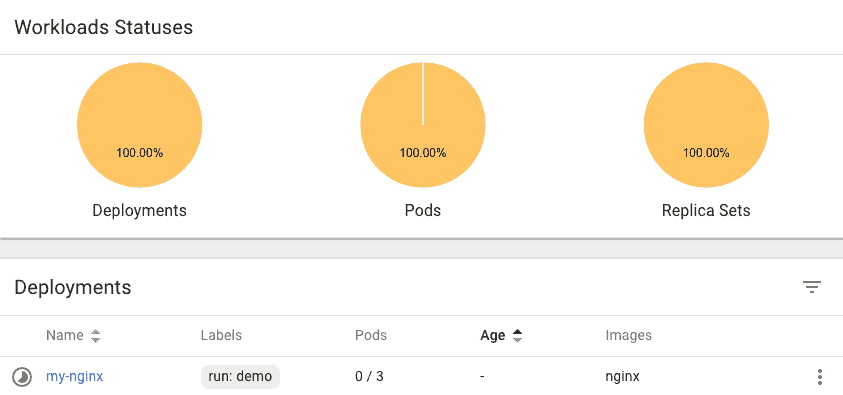 Workloads Statuses
100.00% 100.00% 100.00%
Deployments Pods Replica Sets
Deployments
Name Labels Pods Age Images
my-nginx run: demo 0 / 3 - nginx